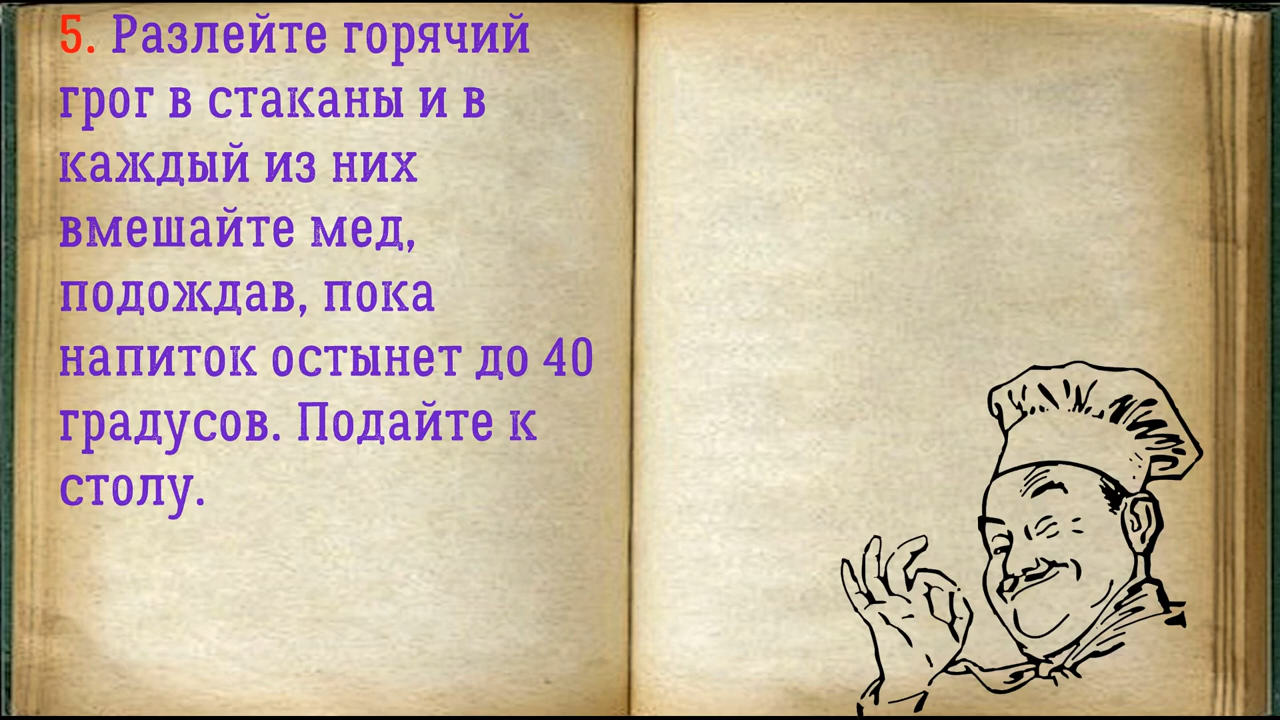 5. Разлейте горячий
грог в стаканы и в
каждый из них
вмешайте мед,
подождав, пока
напиток остынет до 40
градусов. Подайте к
столу.